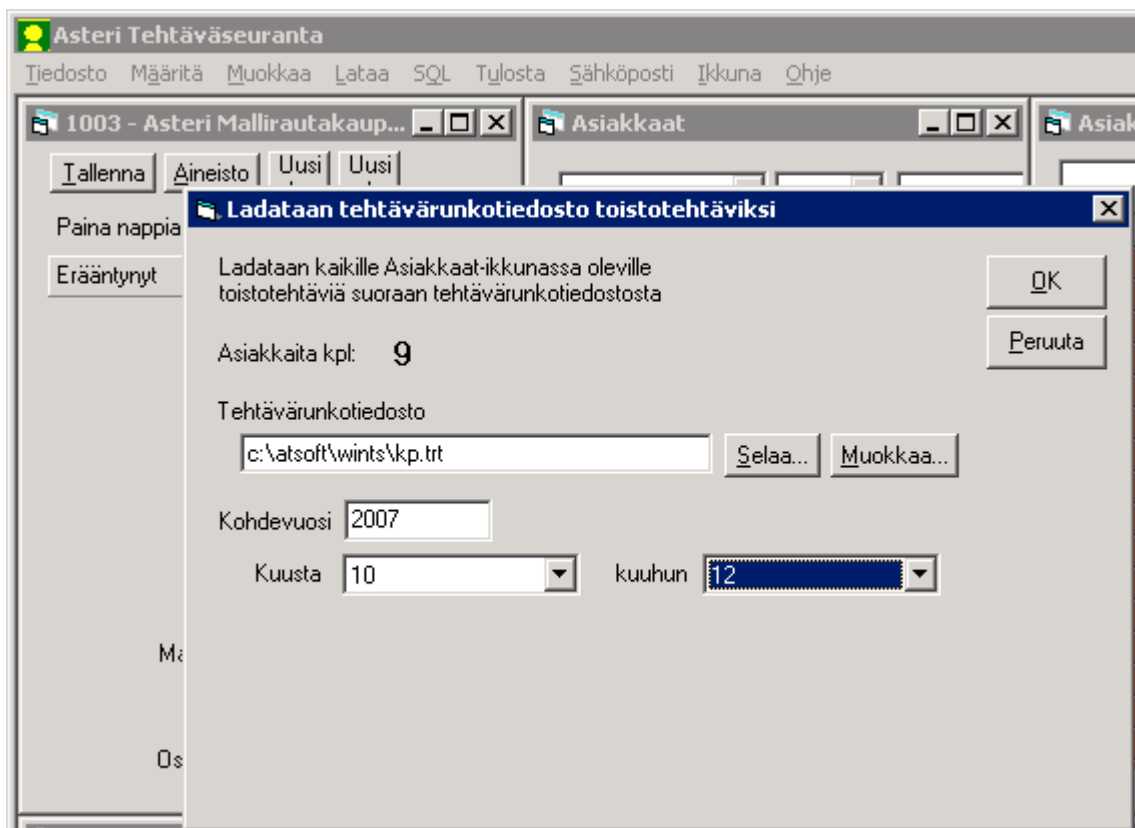 Asteri Tehtäväseuranta
Tiedosto Määritä Muokkaa Lataa SQL Tulosta Sähköposti Ikkuna Ohje
1003 - Asteri Mallirautakaup...
Asiakkaat
Asiak
Tallenna Aineisto Uusi Uusi
Paina nappia
Erääntynyt
Ladataan tehtävärunkotiedosto toistotehtäviksi
Ladataan kaikille Asiakkaat-ikkunassa oleville
toistotehtäviä suoraan tehtävärunkotiedostosta
OK
Peruuta
Asiakkaita kpl: 9
Tehtävärunkotiedosto
c:\atsoft\wints\kp.trt Selaa... Muokkaa...
Kohdevuosi 2007
Kuusta 10 kuuhun 12
Ma
Os